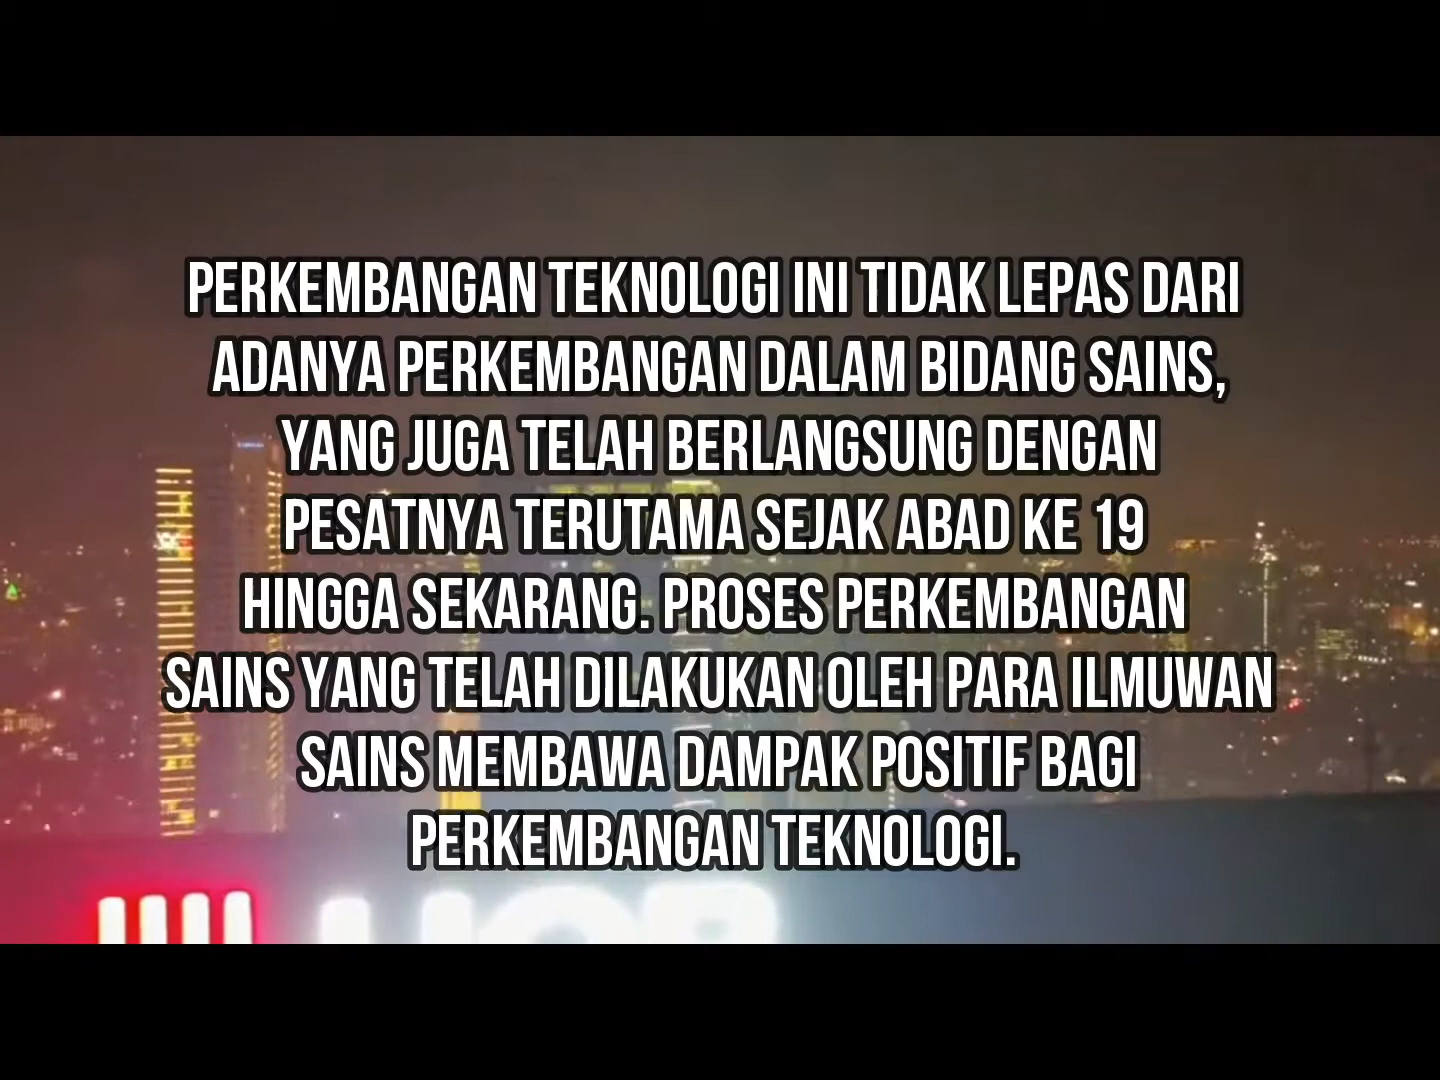 PERKEMBANGAN TEKNOLOGI INI TIDAK LEPAS DARI
ADANYA PERKEMBANGAN DALAM BIDANG SAINS,
YANG JUGA TELAH BERLANGSUNG DENGAN
PESATNYA TERUTAMA SEJAK ABAD KE 19
HINGGA SEKARANG. PROSES PERKEMBANGAN
SAINS YANG TELAH DILAKUKAN OLEH PARA ILMUWAN
SAINS MEMBAWA DAMPAK POSITIF BAGI
PERKEMBANGAN TEKNOLOGI.